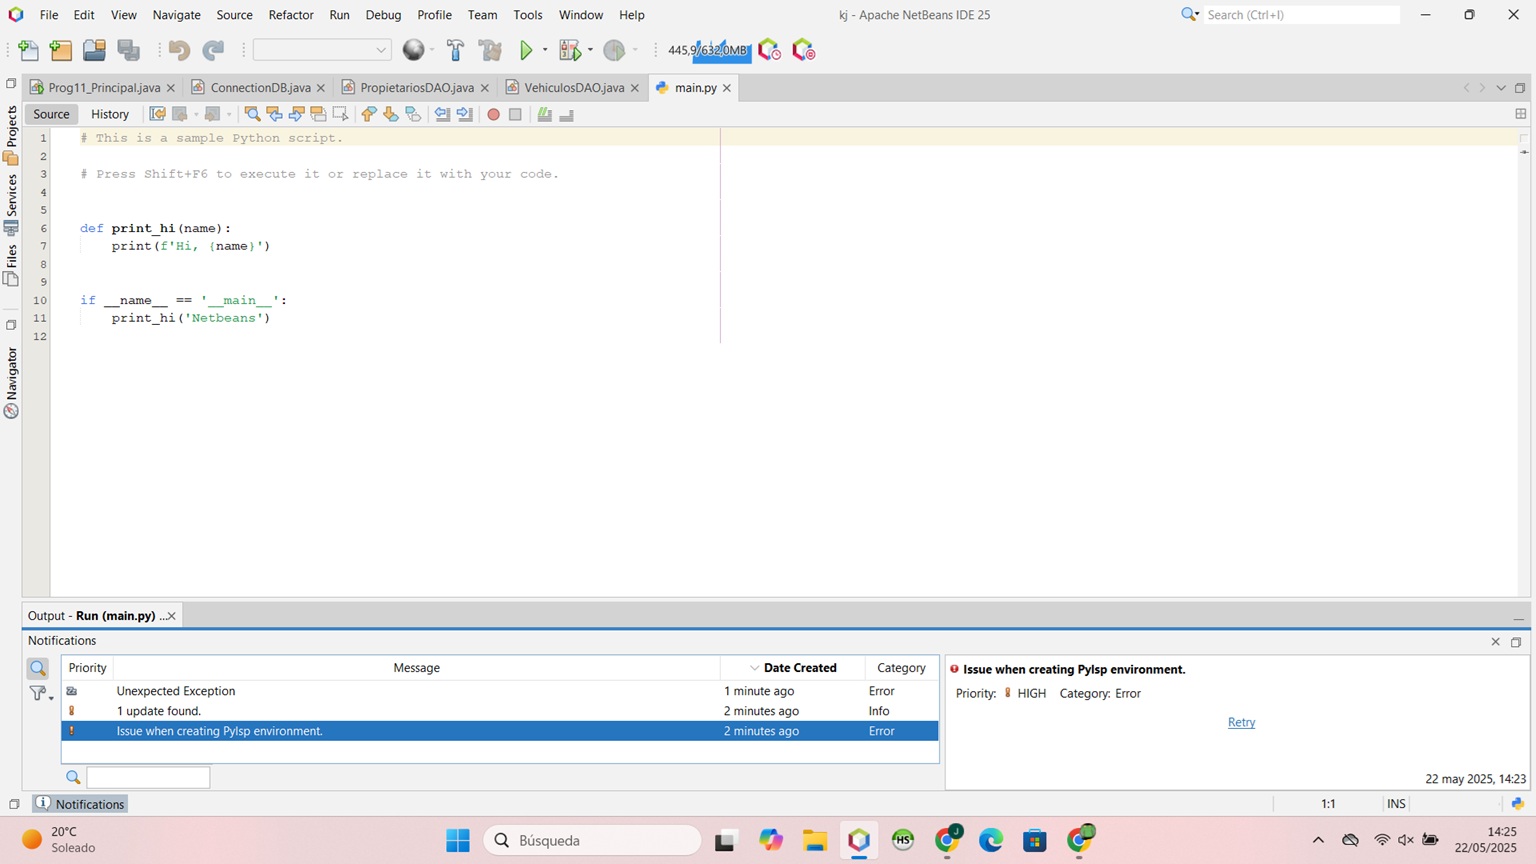 File Edit View Navigate Source Refactor Run Debug Profile Team Tools Window Help
kj - Apache NetBeans IDE 25
Search (Ctrl+I)
445,9/632,0MB
Prog11_Principal.java
ConnectionDB.java
PropietariosDAO.java
VehiculosDAO.java
main.py
Source History
Projects
Services
Files
Navigator
1 # This is a sample Python script.
2
3 # Press Shift+F6 to execute it or replace it with your code.
4
5
6 def print_hi(name):
7 print(f'Hi, {name}')
8
9
10 if __name__ == '__main__':
11 print_hi('Netbeans')
12
Output - Run (main.py) ...
Notifications
Priority Message Date Created Category
Unexpected Exception 1 minute ago Error
1 update found. 2 minutes ago Info
Issue when creating Pylsp environment. 2 minutes ago Error
Issue when creating Pylsp environment.
Priority: HIGH Category: Error
Retry
22 may 2025, 14:23
Notifications
1:1 INS
20°C
Soleado
Búsqueda
HS
J
14:25
22/05/2025